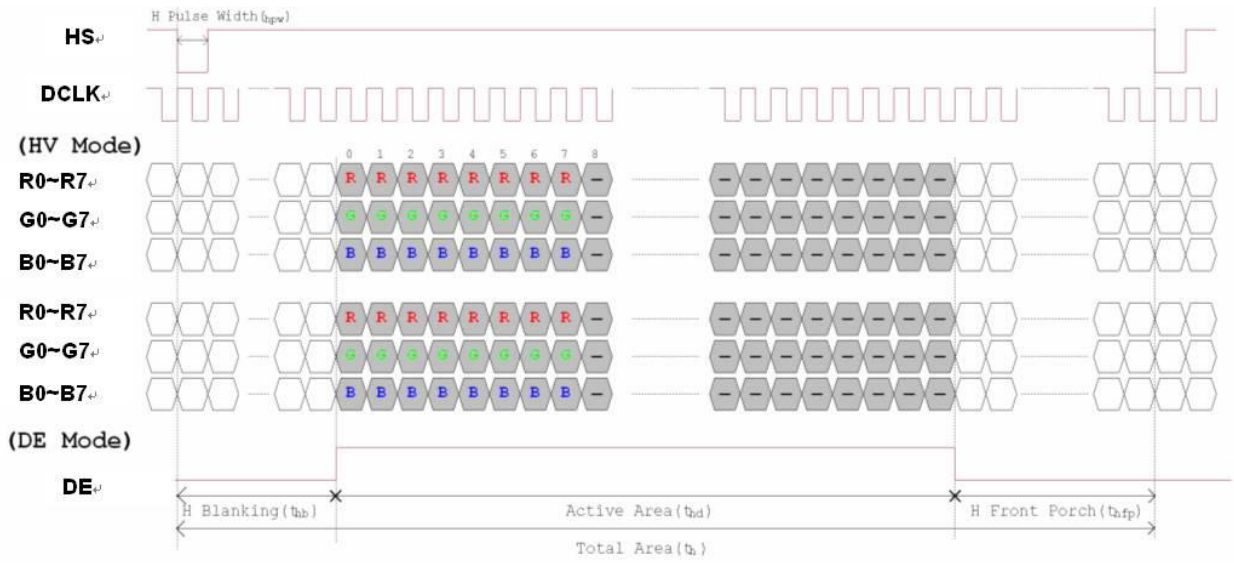 H Pulse Width(thpw)
HS↵
DCLK↵
(HV Mode)
0 1 2 3 4 5 6 7 8
R0~R7↵ R R R R R R R R – – – – – – – – –
G0~G7↵ G G G G G G G G – – – – – – – – –
B0~B7↵ B B B B B B B B – – – – – – – – –
R0~R7↵ R R R R R R R R – – – – – – – – –
G0~G7↵ G G G G G G G G – – – – – – – – –
B0~B7↵ B B B B B B B B – – – – – – – – –
(DE Mode)
DE↵
H Blanking(thb) Active Area(thd) H Front Porch(thfp)
Total Area(th)